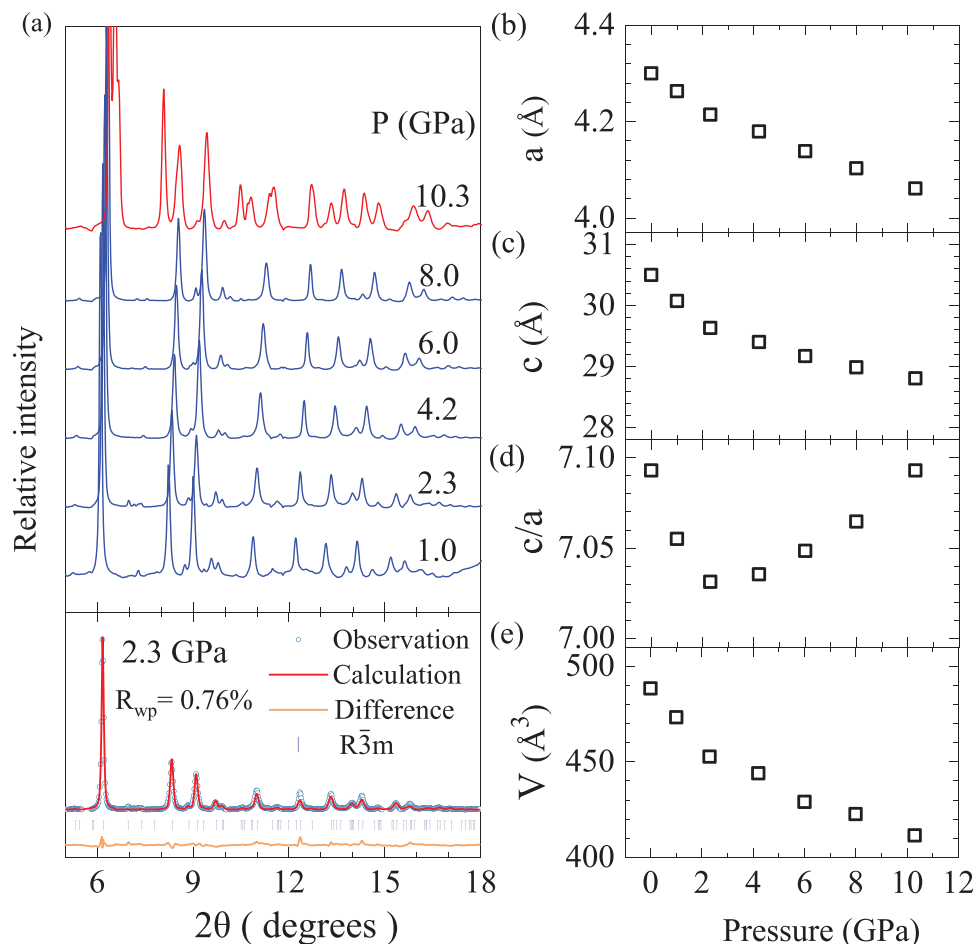 (a)
P (GPa)
10.3
8.0
6.0
4.2
2.3
1.0
Relative intensity
2.3 GPa
Rwp= 0.76%
Observation
Calculation
Difference
R3̄m
6 9 12 15 18
2θ ( degrees)
(b)
4.4
4.2
4.0
a (Å)
(c)
31
30
29
28
c (Å)
(d)
7.10
7.05
7.00
c/a
(e)
500
450
400
V (Å³)
0 2 4 6 8 10 12
Pressure (GPa)